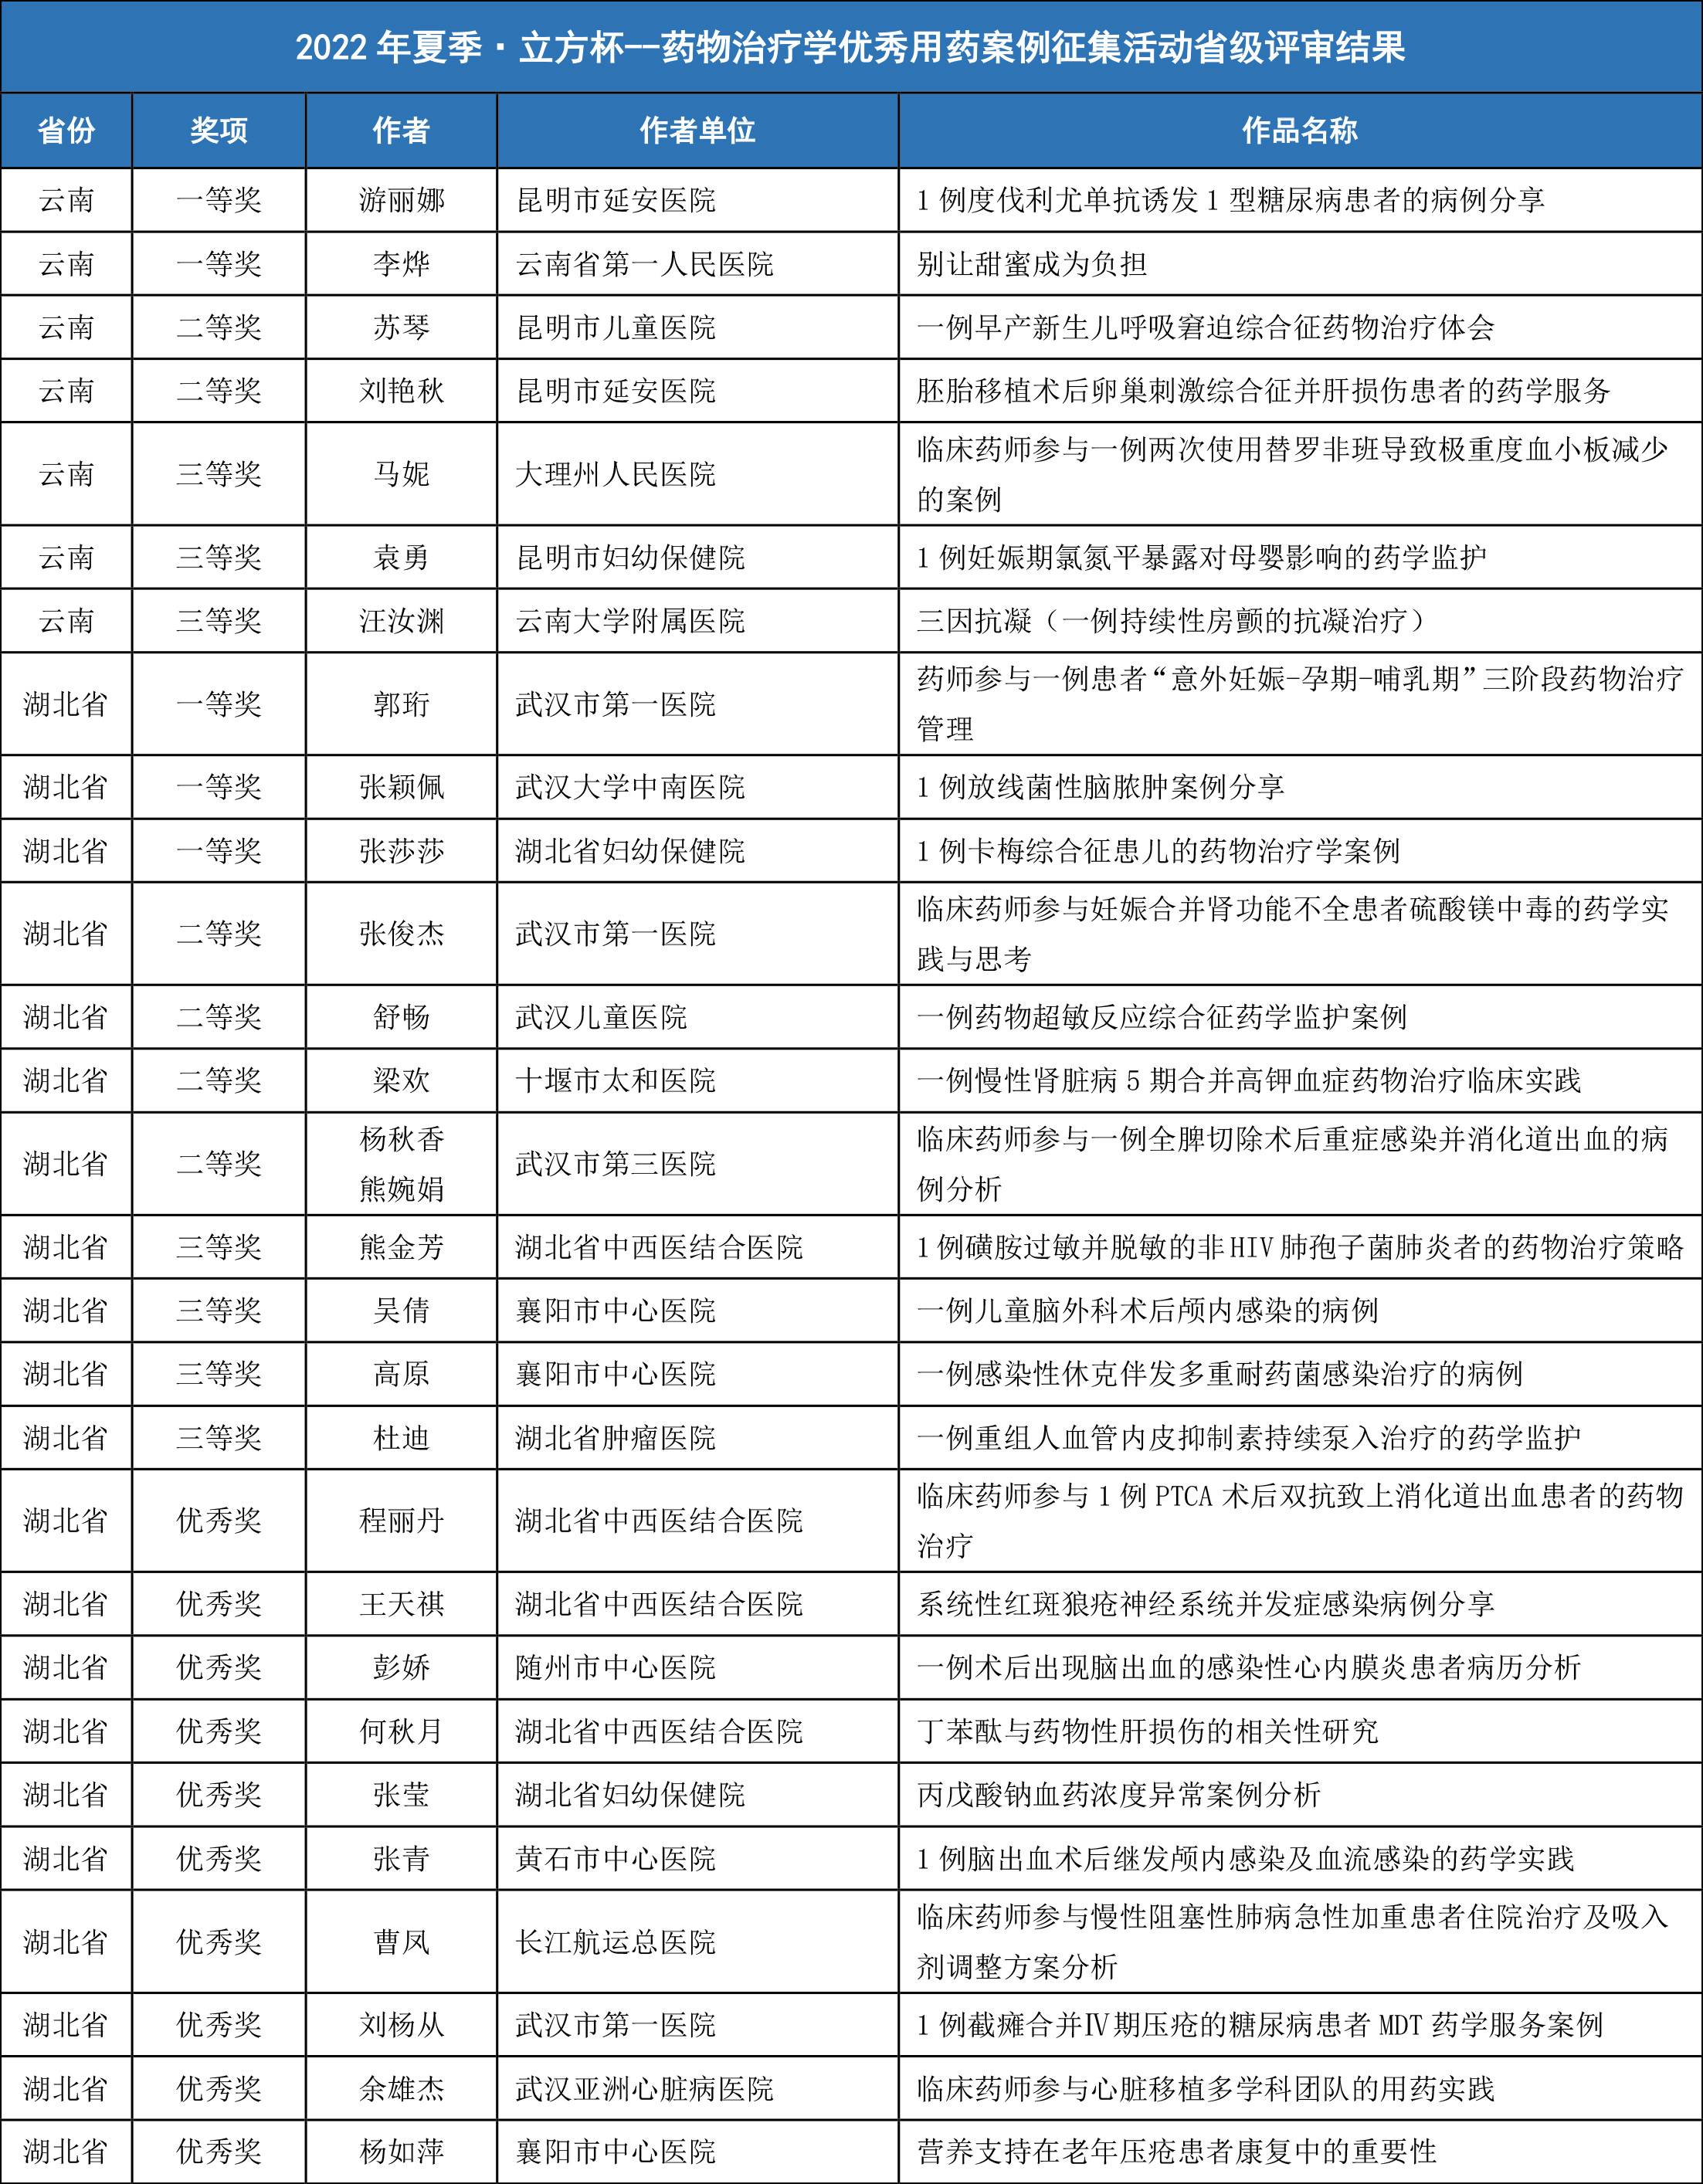 2022 年夏季·立方杯--药物治疗学优秀用药案例征集活动省级评审结果
省份 奖项 作者 作者单位 作品名称
云南 一等奖 游丽娜 昆明市延安医院 1 例度伐利尤单抗诱发 1 型糖尿病患者的病例分享
云南 一等奖 李烨 云南省第一人民医院 别让甜蜜成为负担
云南 二等奖 苏琴 昆明市儿童医院 一例早产新生儿呼吸窘迫综合征药物治疗体会
云南 二等奖 刘艳秋 昆明市延安医院 胚胎移植术后卵巢刺激综合征并肝损伤患者的药学服务
云南 三等奖 马妮 大理州人民医院 临床药师参与一例两次使用替罗非班导致极重度血小板减少
的案例
云南 三等奖 袁勇 昆明市妇幼保健院 1 例妊娠期氯氮平暴露对母婴影响的药学监护
云南 三等奖 汪汝渊 云南大学附属医院 三因抗凝（一例持续性房颤的抗凝治疗）
湖北省 一等奖 郭珩 武汉市第一医院 药师参与一例患者“意外妊娠-孕期-哺乳期”三阶段药物治疗
管理
湖北省 一等奖 张颖佩 武汉大学中南医院 1 例放线菌性脑脓肿案例分享
湖北省 一等奖 张莎莎 湖北省妇幼保健院 1 例卡梅综合征患儿的药物治疗学案例
湖北省 二等奖 张俊杰 武汉市第一医院 临床药师参与妊娠合并肾功能不全患者硫酸镁中毒的药学实
践与思考
湖北省 二等奖 舒畅 武汉儿童医院 一例药物超敏反应综合征药学监护案例
湖北省 二等奖 梁欢 十堰市太和医院 一例慢性肾脏病 5 期合并高钾血症药物治疗临床实践
湖北省 二等奖 杨秋香 武汉市第三医院 临床药师参与一例全脾切除术后重症感染并消化道出血的病
熊婉娟 例分析
湖北省 三等奖 熊金芳 湖北省中西医结合医院 1 例磺胺过敏并脱敏的非 HIV 肺孢子菌肺炎者的药物治疗策略
湖北省 三等奖 吴倩 襄阳市中心医院 一例儿童脑外科术后颅内感染的病例
湖北省 三等奖 高原 襄阳市中心医院 一例感染性休克伴发多重耐药菌感染治疗的病例
湖北省 三等奖 杜迪 湖北省肿瘤医院 一例重组人血管内皮抑制素持续泵入治疗的药学监护
湖北省 优秀奖 程丽丹 湖北省中西医结合医院 临床药师参与 1 例 PTCA 术后双抗致上消化道出血患者的药物
治疗
湖北省 优秀奖 王天祺 湖北省中西医结合医院 系统性红斑狼疮神经系统并发症感染病例分享
湖北省 优秀奖 彭娇 随州市中心医院 一例术后出现脑出血的感染性心内膜炎患者病历分析
湖北省 优秀奖 何秋月 湖北省中西医结合医院 丁苯酞与药物性肝损伤的相关性研究
湖北省 优秀奖 张莹 湖北省妇幼保健院 丙戊酸钠血药浓度异常案例分析
湖北省 优秀奖 张青 黄石市中心医院 1 例脑出血术后继发颅内感染及血流感染的药学实践
湖北省 优秀奖 曹凤 长江航运总医院 临床药师参与慢性阻塞性肺病急性加重患者住院治疗及吸入
剂调整方案分析
湖北省 优秀奖 刘杨从 武汉市第一医院 1 例截瘫合并Ⅳ期压疮的糖尿病患者 MDT 药学服务案例
湖北省 优秀奖 余雄杰 武汉亚洲心脏病医院 临床药师参与心脏移植多学科团队的用药实践
湖北省 优秀奖 杨如萍 襄阳市中心医院 营养支持在老年压疮患者康复中的重要性